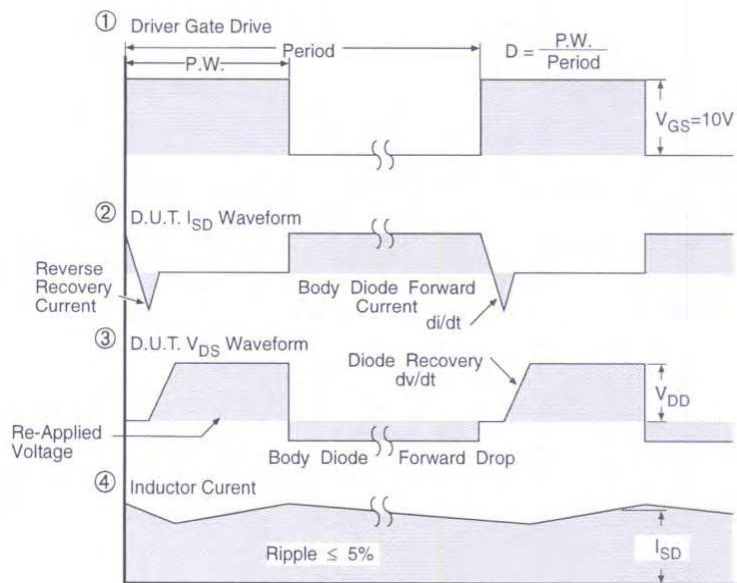 ① Driver Gate Drive
Period
P.W.
D = P.W. / Period
V_GS=10V
② D.U.T. I_SD Waveform
Reverse
Recovery
Current
Body Diode Forward
Current
di/dt
③ D.U.T. V_DS Waveform
Diode Recovery
dv/dt
V_DD
Re-Applied
Voltage
Body Diode Forward Drop
④ Inductor Curent
Ripple ≤ 5%
I_SD